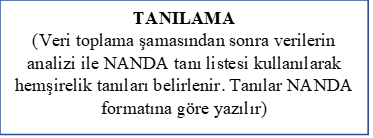 TANILAMA
(Veri toplama şamasından sonra verilerin
analizi ile NANDA tanı listesi kullanılarak
hemşirelik tanıları belirlenir. Tanılar NANDA
formatına göre yazılır)